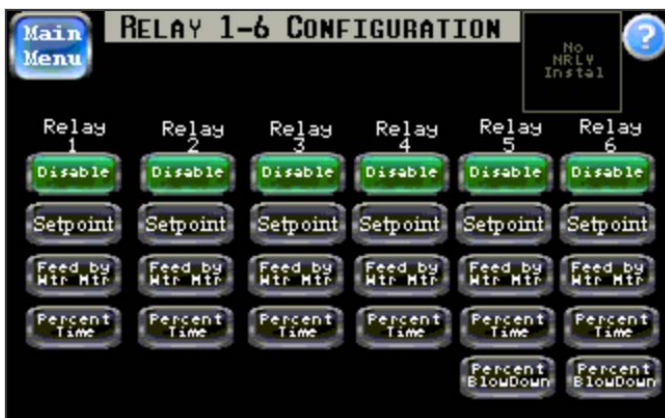 Main
Menu
RELAY 1-6 CONFIGURATION
No
NRLY
Instal
?
Relay Relay Relay Relay Relay Relay
1 2 3 4 5 6
Disable Disable Disable Disable Disable Disable
Setpoint Setpoint Setpoint Setpoint Setpoint Setpoint
Feed by Feed by Feed by Feed by Feed by Feed by
Wtr Mtr Wtr Mtr Wtr Mtr Wtr Mtr Wtr Mtr Wtr Mtr
Percent Percent Percent Percent Percent Percent
Time Time Time Time Time Time
Percent Percent
BlowDown BlowDown